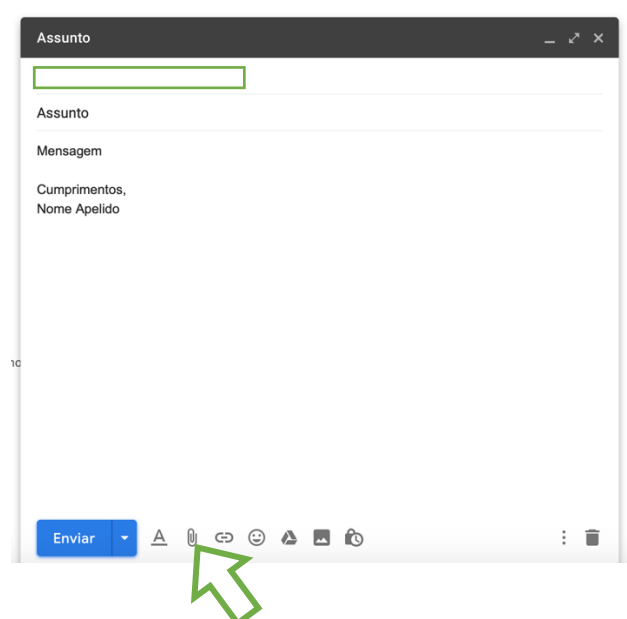 Assunto
Assunto
Mensagem
Cumprimentos,
Nome Apelido
Enviar